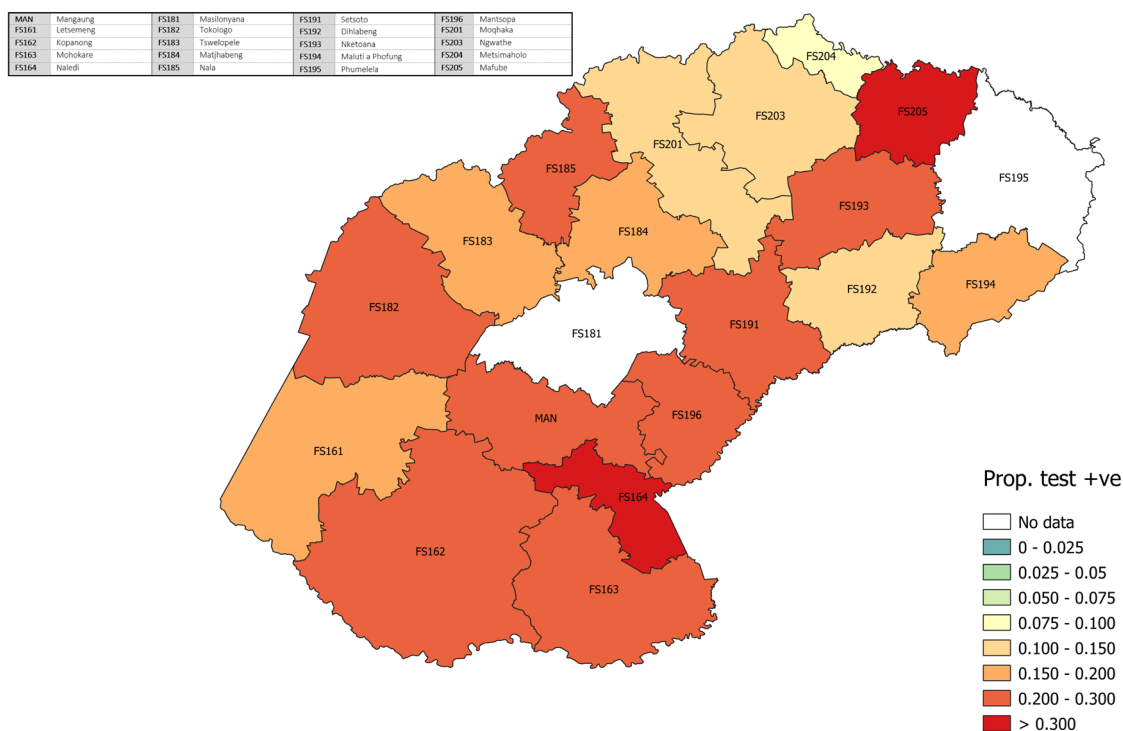 MAN Mangaung FS181 Masilonyana FS191 Setsoto FS196 Mantsopa
FS161 Letsemeng FS182 Tokologo FS192 Dihlabeng FS201 Moqhaka
FS162 Kopanong FS183 Tswelopele FS193 Nketoana FS203 Ngwathe
FS163 Mohokare FS184 Matjhabeng FS194 Maluti a Phofung FS204 Metsimaholo
FS164 Naledi FS185 Nala FS195 Phumelela FS205 Mafube
FS204
FS205
FS203
FS201
FS185
FS195
FS193
FS184
FS183
FS194
FS192
FS182
FS191
FS181
FS196
MAN
FS161
FS164
FS162
FS163
Prop. test +ve
No data
0 - 0.025
0.025 - 0.05
0.050 - 0.075
0.075 - 0.100
0.100 - 0.150
0.150 - 0.200
0.200 - 0.300
> 0.300